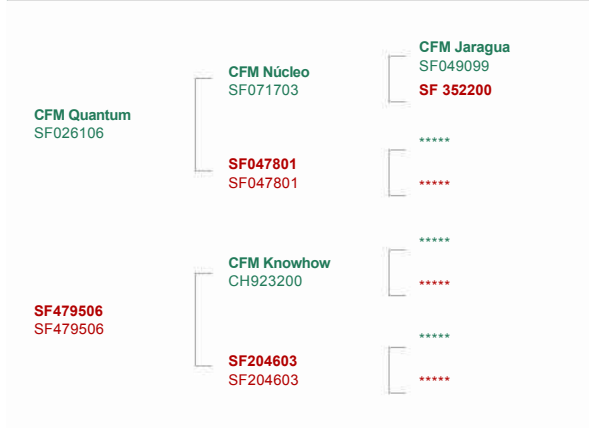 CFM Quantum
SF026106
CFM Núcleo
SF071703
CFM Jaragua
SF049099
SF 352200
SF047801
SF047801
*****
*****
SF479506
SF479506
CFM Knowhow
CH923200
*****
*****
SF204603
SF204603
*****
*****